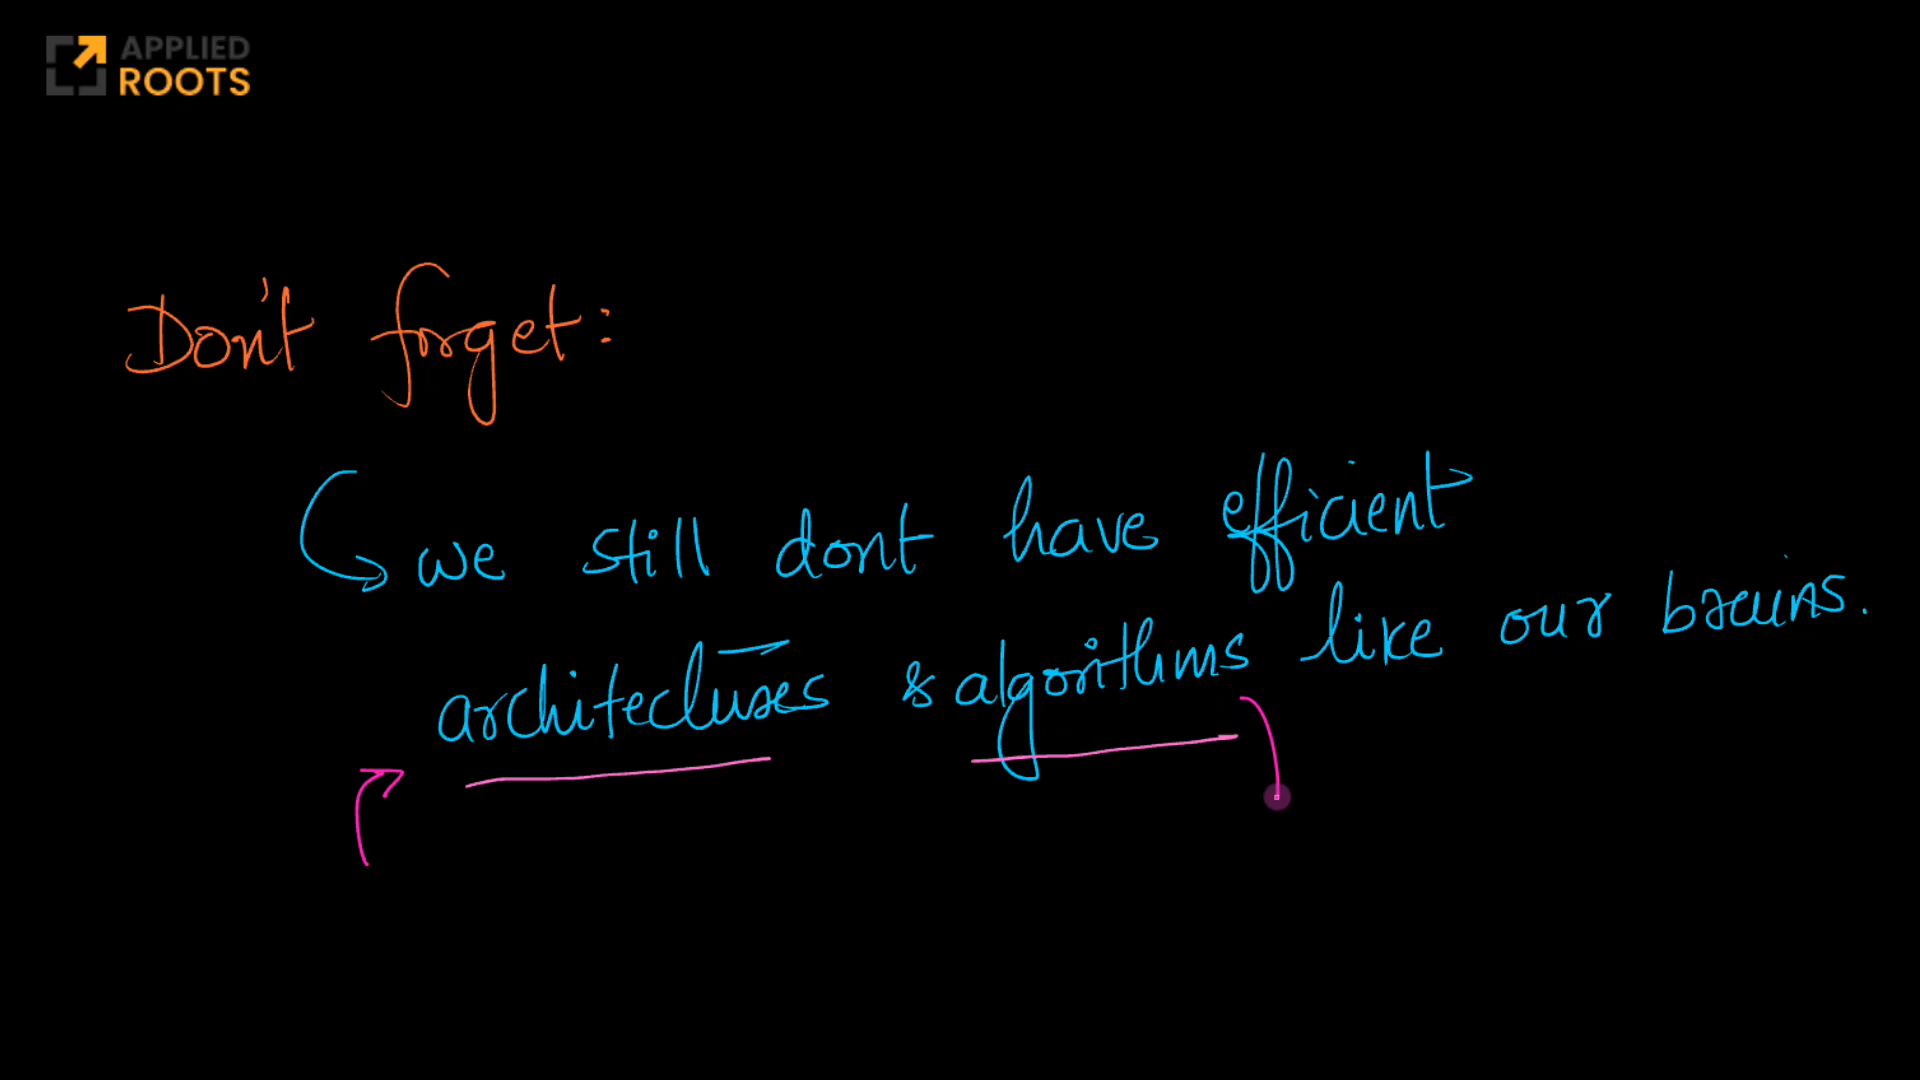 APPLIED
ROOTS
Don't forget:
we still dont have efficient
architectures & algorithms like our brains.